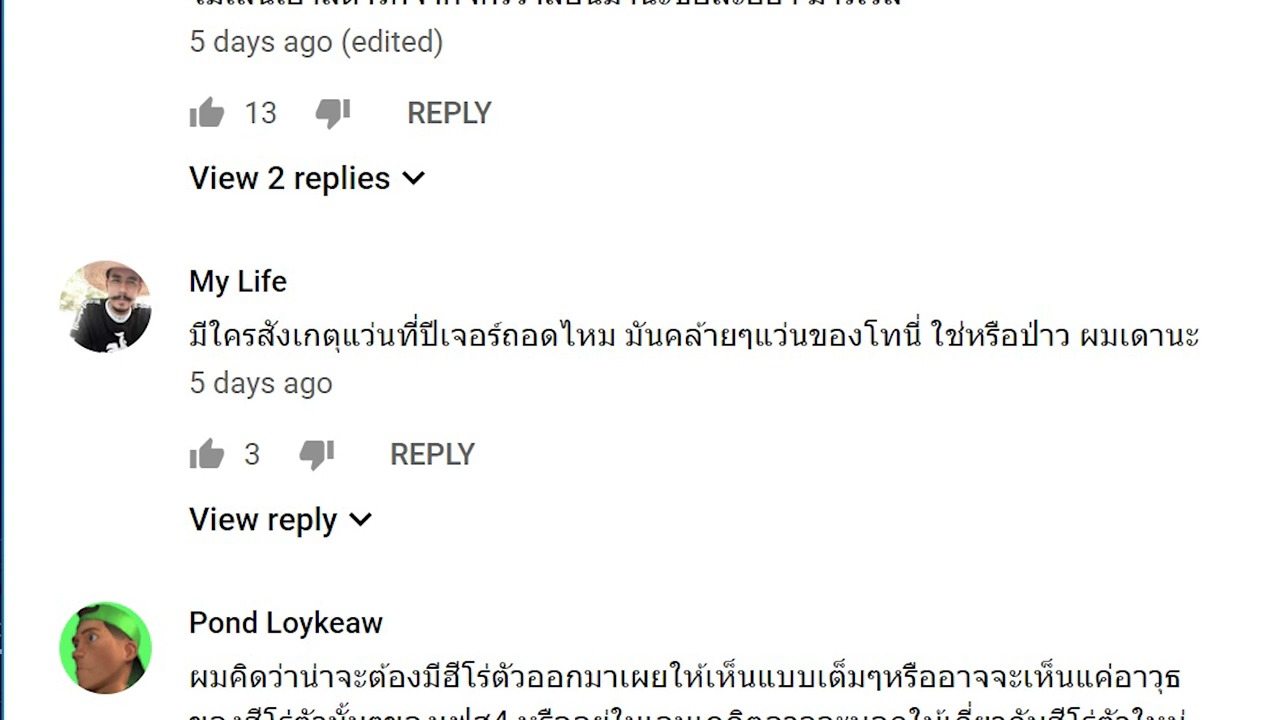 5 days ago (edited)
13 REPLY
View 2 replies
My Life
มีใครสังเกตุแว่นที่ปีเจอร์ถอดไหม มันคล้ายๆแว่นของโทนี่ ใช่หรือป่าว ผมเดานะ
5 days ago
3 REPLY
View reply
Pond Loykeaw
ผมคิดว่าน่าจะต้องมีฮีโร่ตัวออกมาเผยให้เห็นแบบเต็มๆหรืออาจจะเห็นแค่อาวุธ